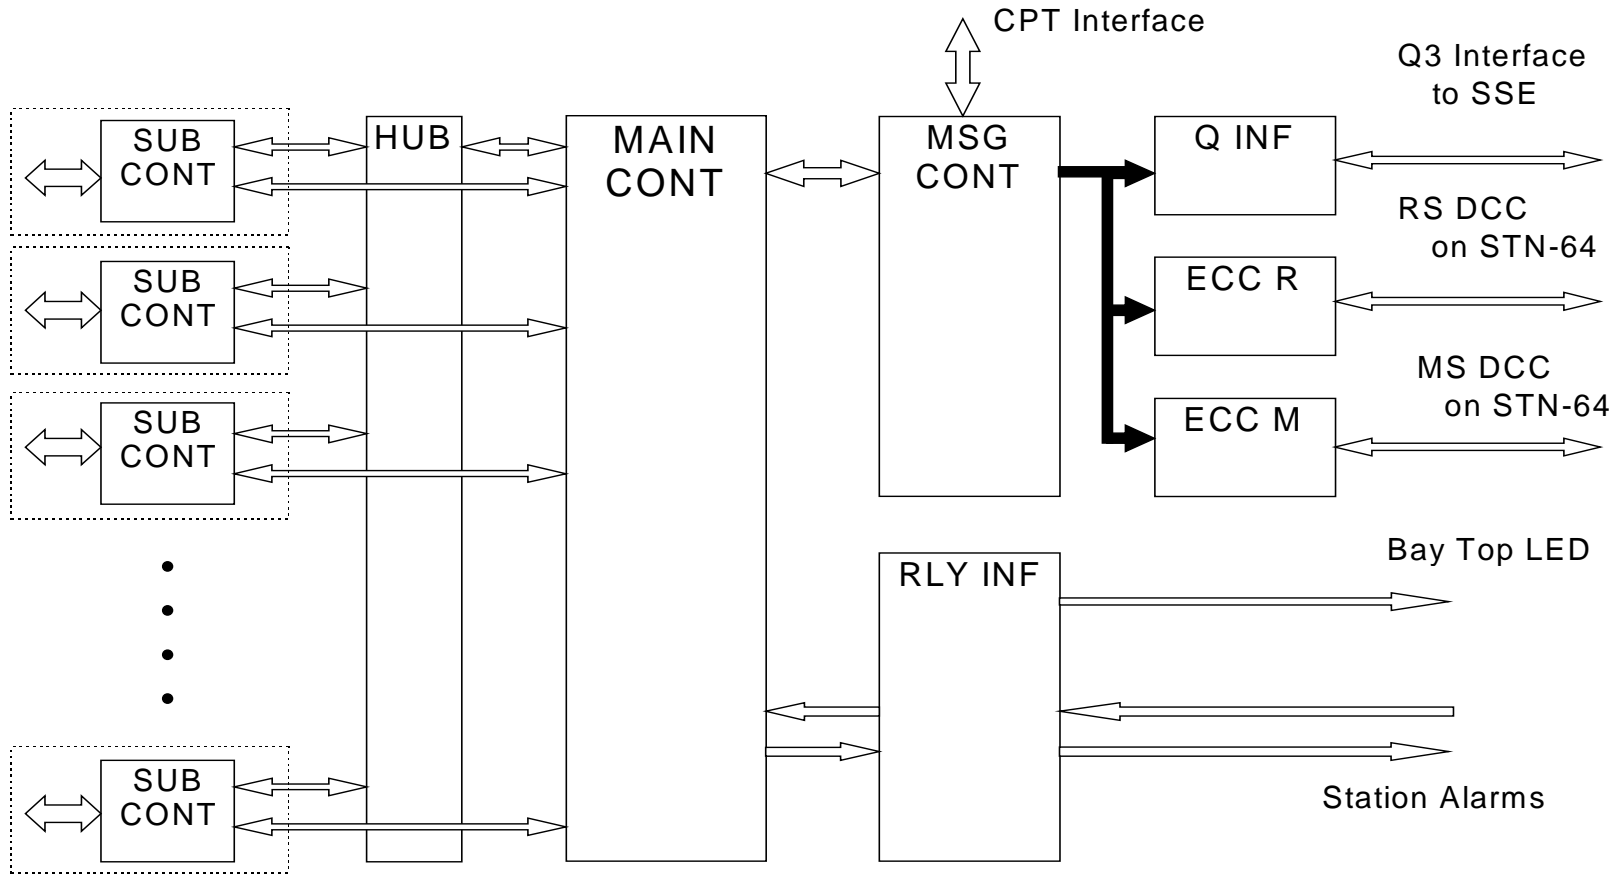 CPT Interface
Q3 Interface
to SSE
SUB
CONT
HUB
MAIN
CONT
MSG
CONT
Q INF
RS DCC
on STN-64
SUB
CONT
ECC R
MS DCC
on STN-64
SUB
CONT
ECC M
Bay Top LED
RLY INF
SUB
CONT
Station Alarms